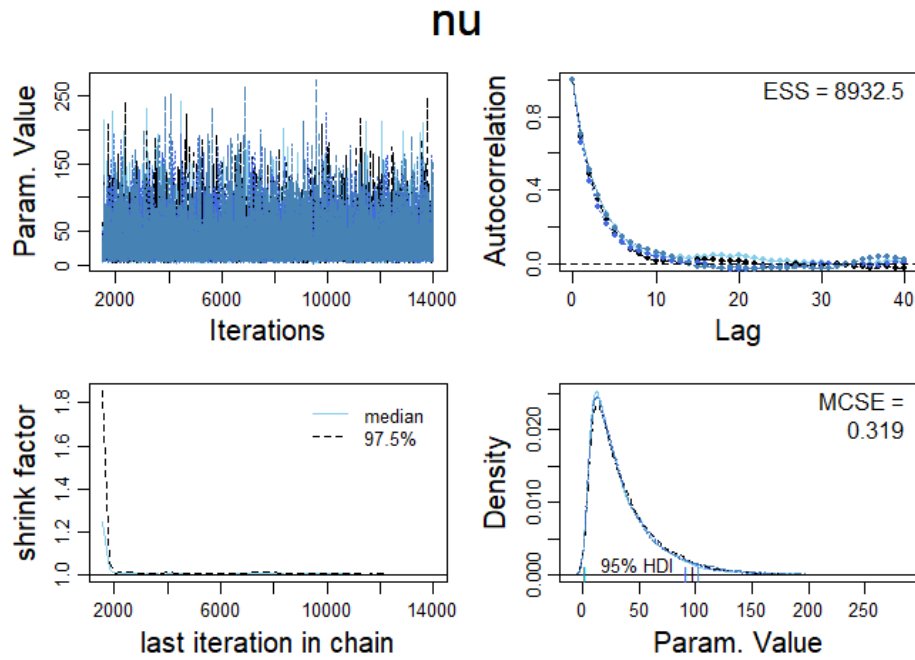 nu
Param. Value
0 50 150 250
2000 6000 10000 14000
Iterations
Autocorrelation
0.0 0.4 0.8
ESS = 8932.5
0 10 20 30 40
Lag
shrink factor
1.0 1.2 1.4 1.6 1.8
median
97.5%
2000 6000 10000 14000
last iteration in chain
Density
0.000 0.010 0.020
MCSE =
0.319
95% HDI
0 50 100 150 200 250
Param. Value